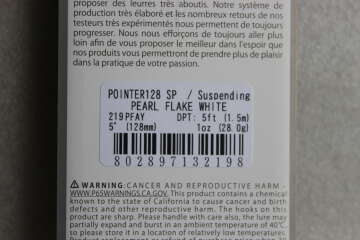 proposer des leurres très aboutis. Notre système de
production très élaboré et les nombreux retours de nos
testeurs très expérimentés nous permettent de toujours
progresser. Nous nous efforçons de toujours aller plus
loin afin de vous proposer le meilleur dans l'espoir que
nos produits vous permettront de prendre plus de plaisir
dans la pratique de votre passion.
POINTER128 SP / Suspending
PEARL FLAKE WHITE
219PFAY DPT: 5ft (1.5m)
5" (128mm) 1oz (28.0g)
802897132198
⚠ WARNING: CANCER AND REPRODUCTIVE HARM -
WWW.P65WARNINGS.CA.GOV. This product contains a chemical
known to the state of California to cause cancer and birth
defects and other reproductive harm. The hooks on this
product are sharp. Please handle with care also, the lure may
partially expand and burst in an ambient temperature of 40℃,
so please store it in a location of relatively low temperatures.